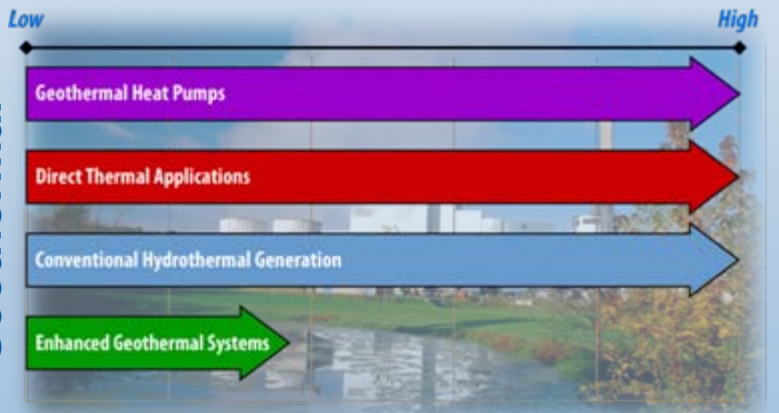 Low
High
Geothermal Heat Pumps
Direct Thermal Applications
Conventional Hydrothermal Generation
Enhanced Geothermal Systems